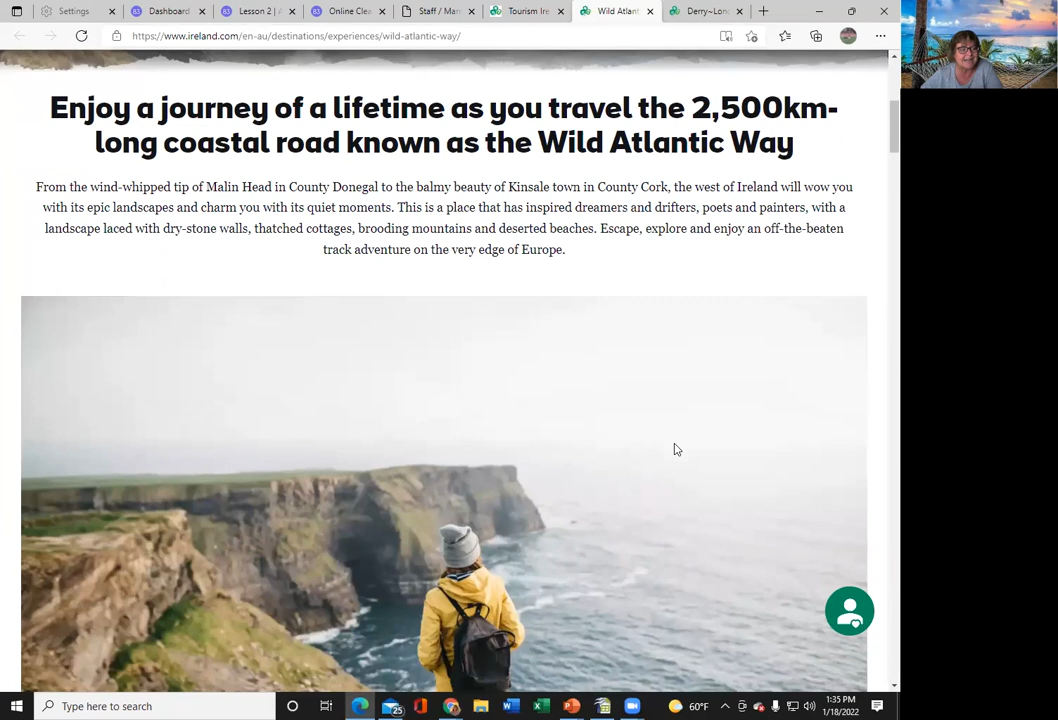 Settings
Dashboard
Lesson 2 | A
Online Clea
Staff / Man
Tourism Ire
Wild Atlant
Derry~Lon
https://www.ireland.com/en-au/destinations/experiences/wild-atlantic-way/
Enjoy a journey of a lifetime as you travel the 2,500km-
long coastal road known as the Wild Atlantic Way
From the wind-whipped tip of Malin Head in County Donegal to the balmy beauty of Kinsale town in County Cork, the west of Ireland will wow you
with its epic landscapes and charm you with its quiet moments. This is a place that has inspired dreamers and drifters, poets and painters, with a
landscape laced with dry-stone walls, thatched cottages, brooding mountains and deserted beaches. Escape, explore and enjoy an off-the-beaten
track adventure on the very edge of Europe.
Type here to search
25
60°F
1:35 PM
1/18/2022